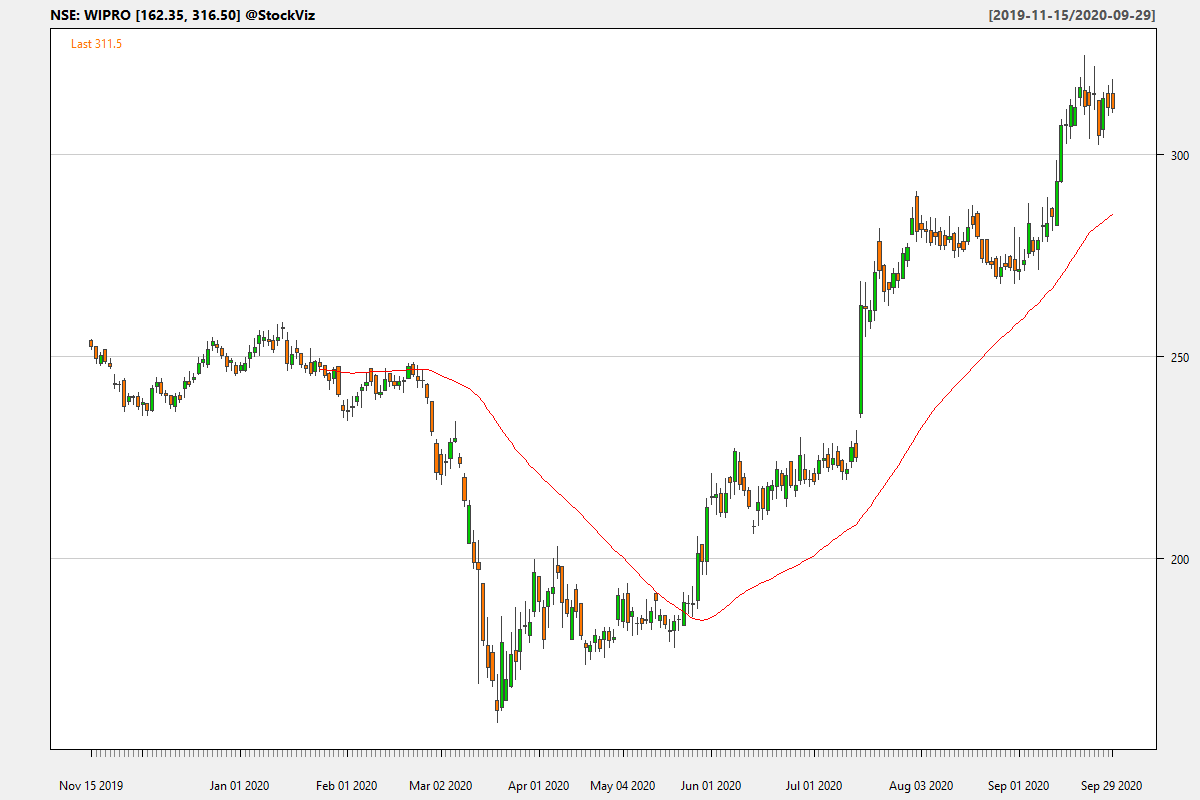 NSE: WIPRO [162.35, 316.50] @StockViz [2019-11-15/2020-09-29]
Last 311.5
300
250
200
Nov 15 2019 Jan 01 2020 Feb 01 2020 Mar 02 2020 Apr 01 2020 May 04 2020 Jun 01 2020 Jul 01 2020 Aug 03 2020 Sep 01 2020 Sep 29 2020